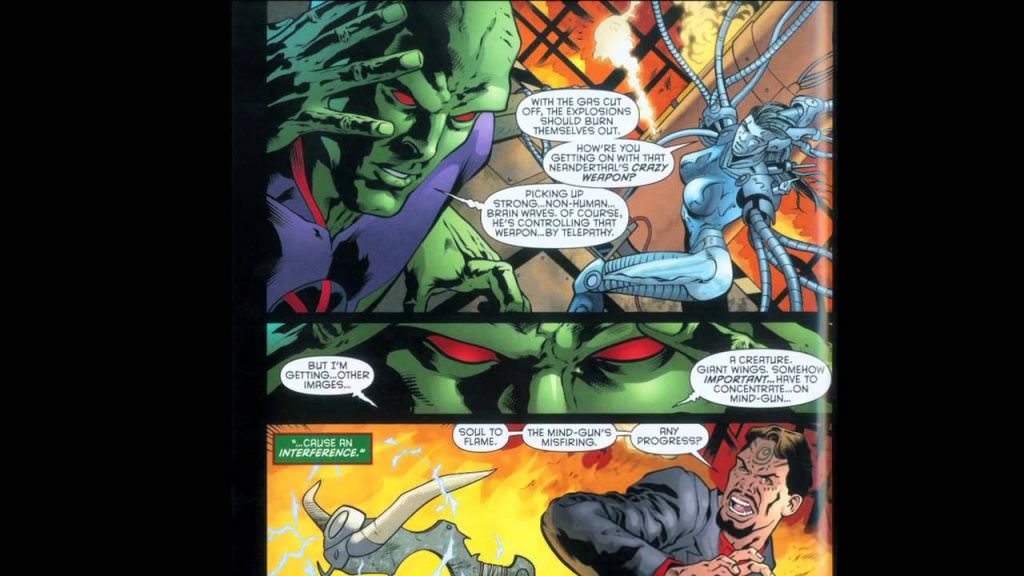 WITH THE GAS CUT
OFF, THE EXPLOSIONS
SHOULD BURN
THEMSELVES OUT.
HOW'RE YOU
GETTING ON WITH THAT
NEANDERTHAL'S CRAZY
WEAPON?
PICKING UP
STRONG...NON-HUMAN...
BRAIN WAVES. OF COURSE,
HE'S CONTROLLING THAT
WEAPON...BY TELEPATHY.
BUT I'M
GETTING...OTHER
IMAGES...
A CREATURE.
GIANT WINGS. SOMEHOW
IMPORTANT...HAVE TO
CONCENTRATE...ON
MIND-GUN...
"...CAUSE AN
INTERFERENCE."
SOUL TO
FLAME.
THE MIND-GUN'S
MISFIRING.
ANY
PROGRESS?